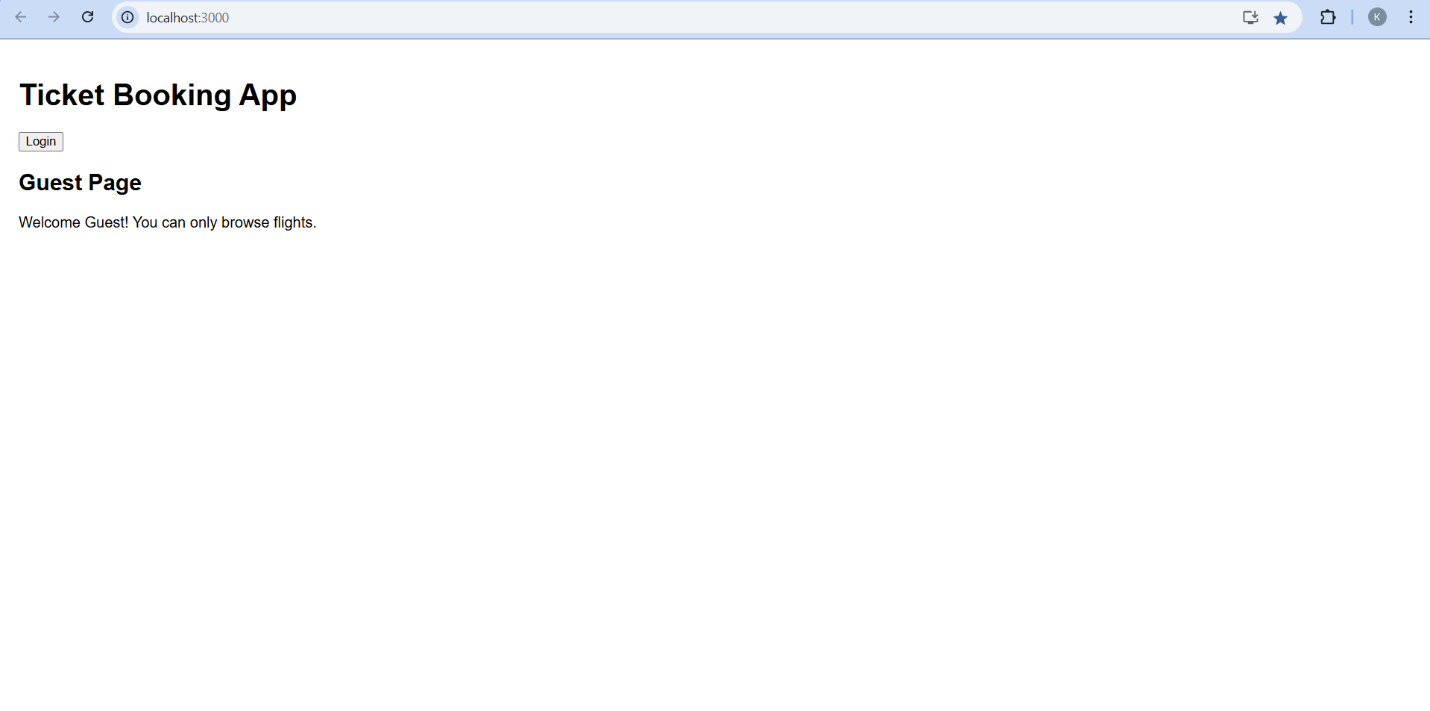 localhost:3000
K
Ticket Booking App
Login
Guest Page
Welcome Guest! You can only browse flights.